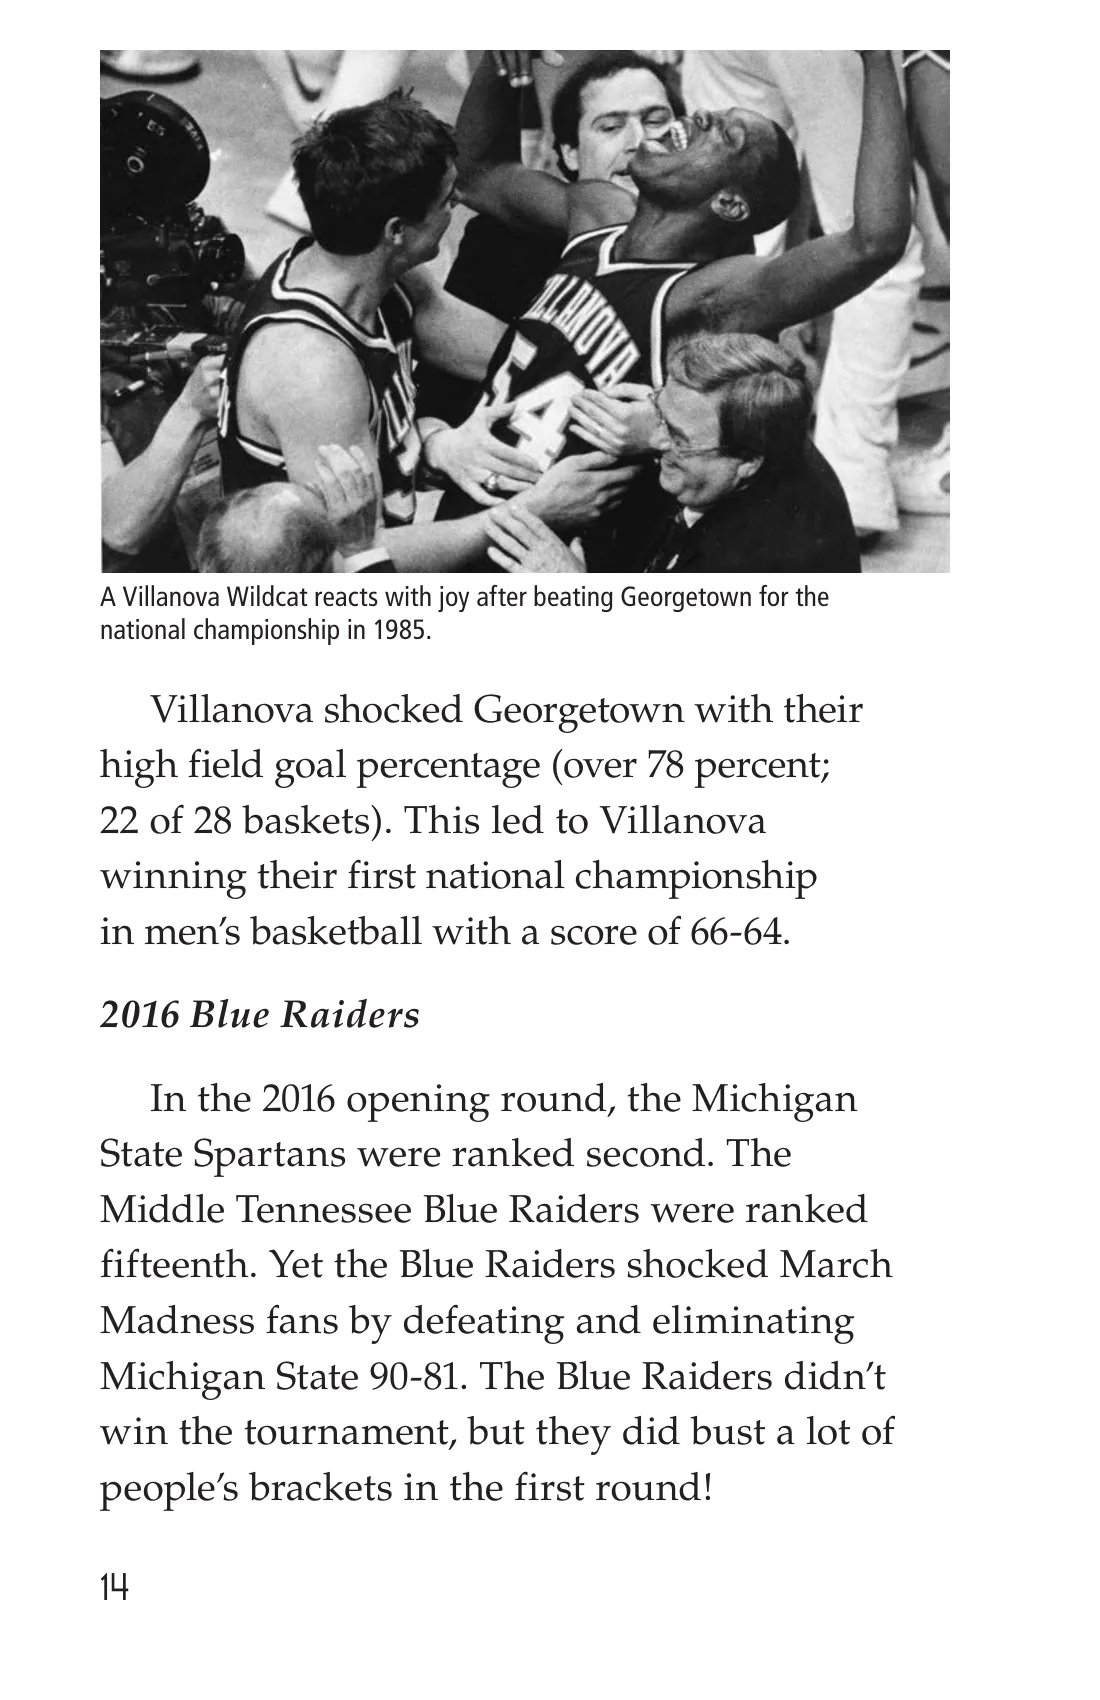 VILLANOVA
54
A Villanova Wildcat reacts with joy after beating Georgetown for the
national championship in 1985.
Villanova shocked Georgetown with their
high field goal percentage (over 78 percent;
22 of 28 baskets). This led to Villanova
winning their first national championship
in men’s basketball with a score of 66-64.
2016 Blue Raiders
In the 2016 opening round, the Michigan
State Spartans were ranked second. The
Middle Tennessee Blue Raiders were ranked
fifteenth. Yet the Blue Raiders shocked March
Madness fans by defeating and eliminating
Michigan State 90-81. The Blue Raiders didn’t
win the tournament, but they did bust a lot of
people’s brackets in the first round!
14